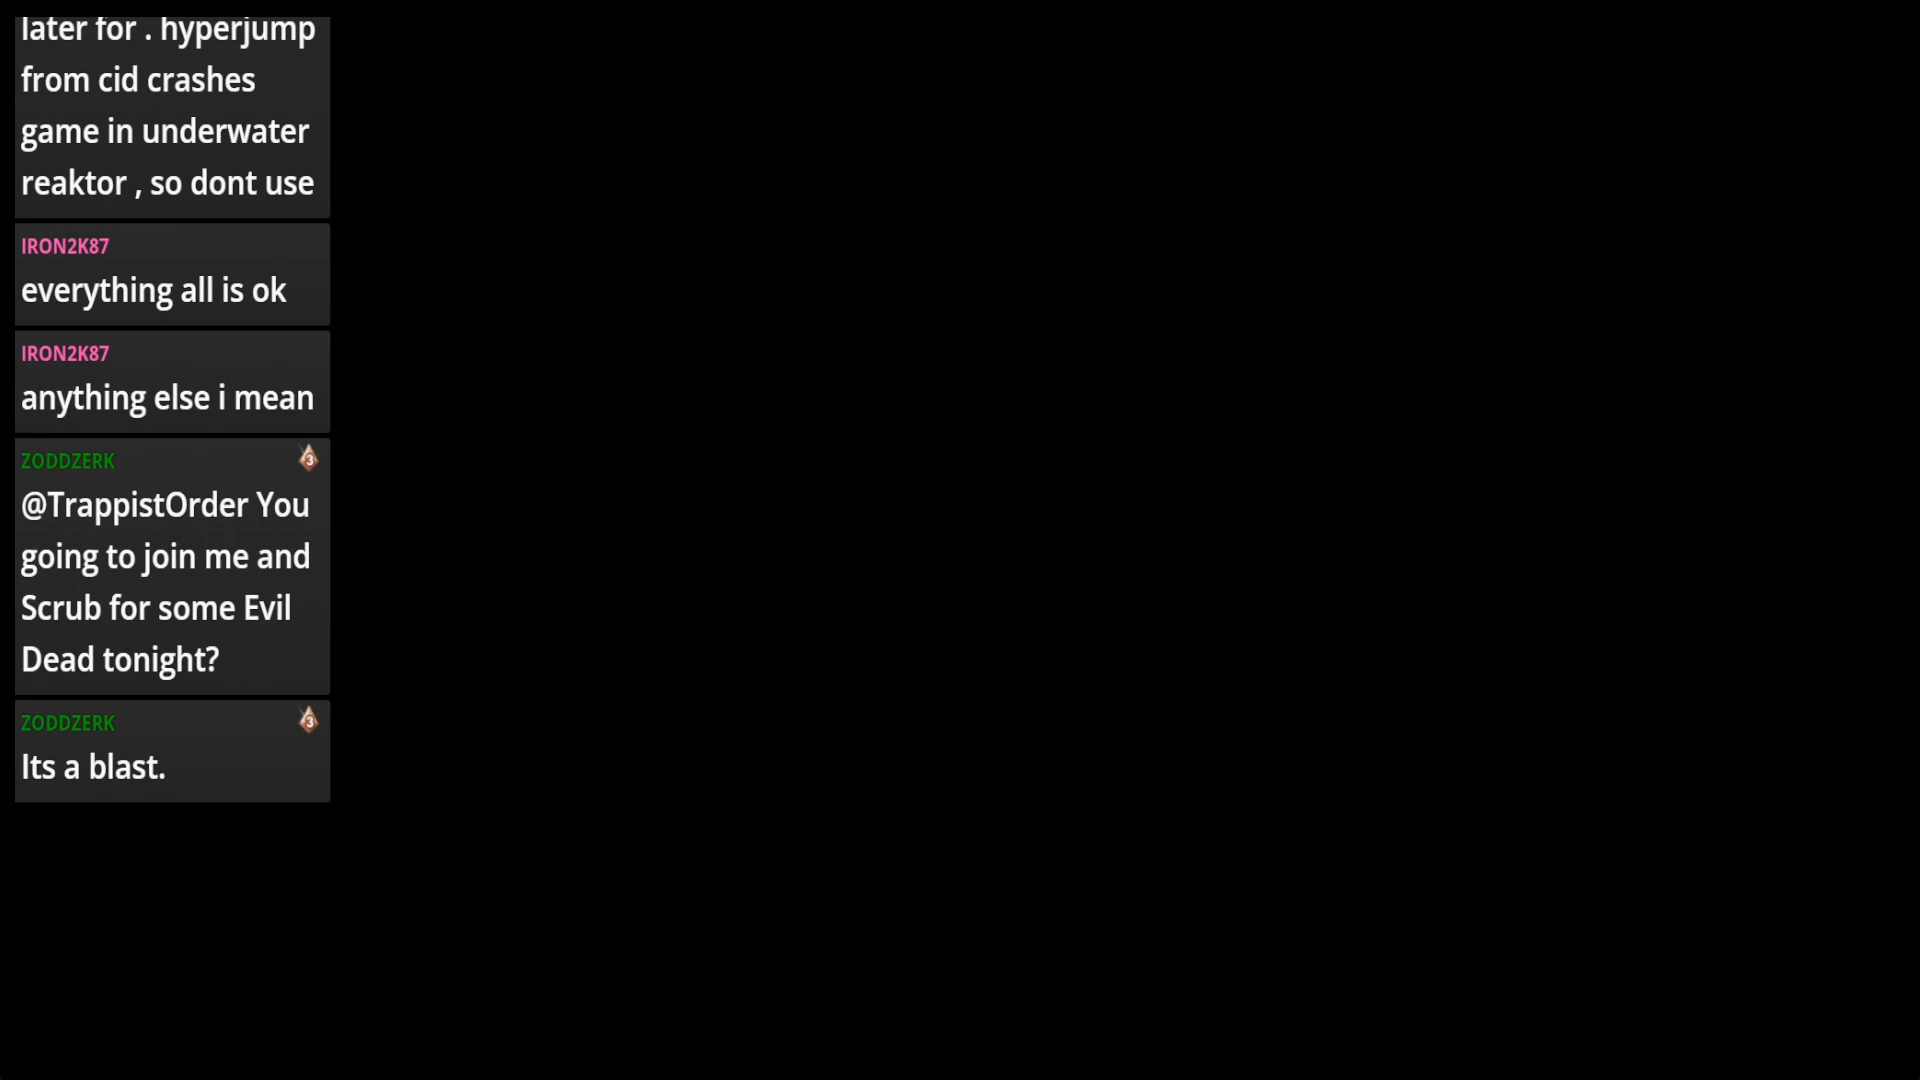 later for . hyperjump
from cid crashes
game in underwater
reaktor , so dont use
IRON2K87
everything all is ok
IRON2K87
anything else i mean
ZODDZERK
3
@TrappistOrder You
going to join me and
Scrub for some Evil
Dead tonight?
ZODDZERK
3
Its a blast.